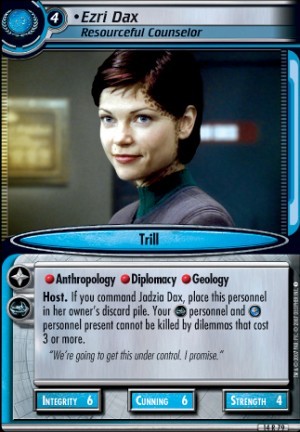 4
•Ezri Dax
Resourceful Counselor
Trill
Anthropology Diplomacy Geology
Host. If you command Jadzia Dax, place this personnel
in her owner's discard pile. Your personnel and
personnel present cannot be killed by dilemmas that cost
3 or more.
"We're going to get this under control. I promise."
Integrity 6 Cunning 6 Strength 4
14 R 79